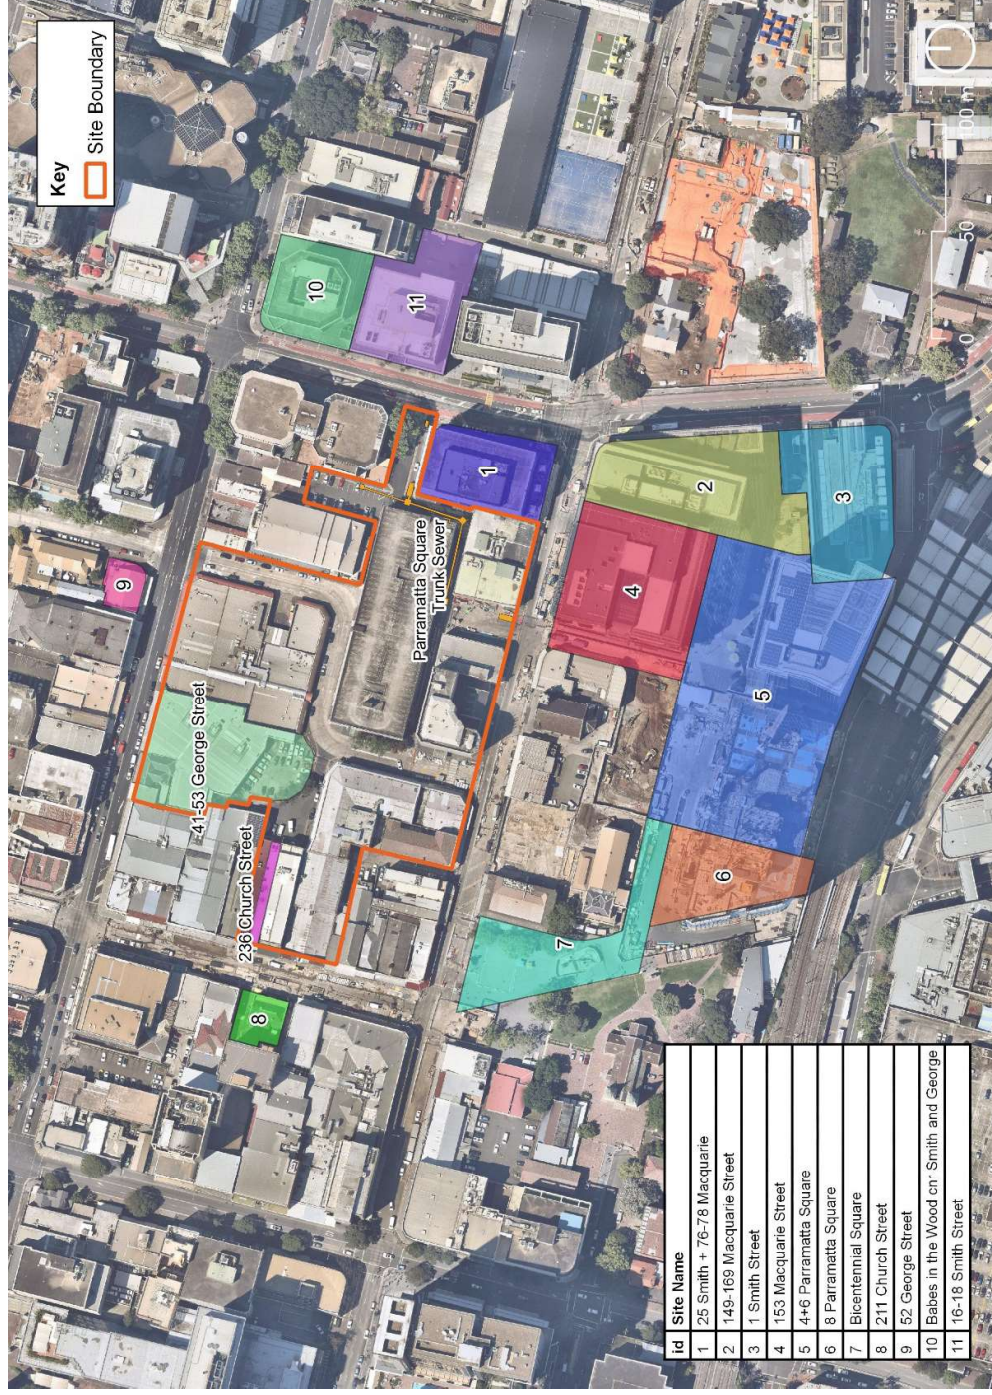 Key
Site Boundary
10
11
9
41-53 George Street
236 Church Street
8
Parramatta Square
Trunk Sewer
1
2
3
4
5
6
7
0
50
100 m
id Site Name
1 25 Smith + 76-78 Macquarie
2 149-169 Macquarie Street
3 1 Smith Street
4 153 Macquarie Street
5 4+6 Parramatta Square
6 8 Parramatta Square
7 Bicentennial Square
8 211 Church Street
9 52 George Street
10 Babes in the Wood cn' Smith and George
11 16-18 Smith Street